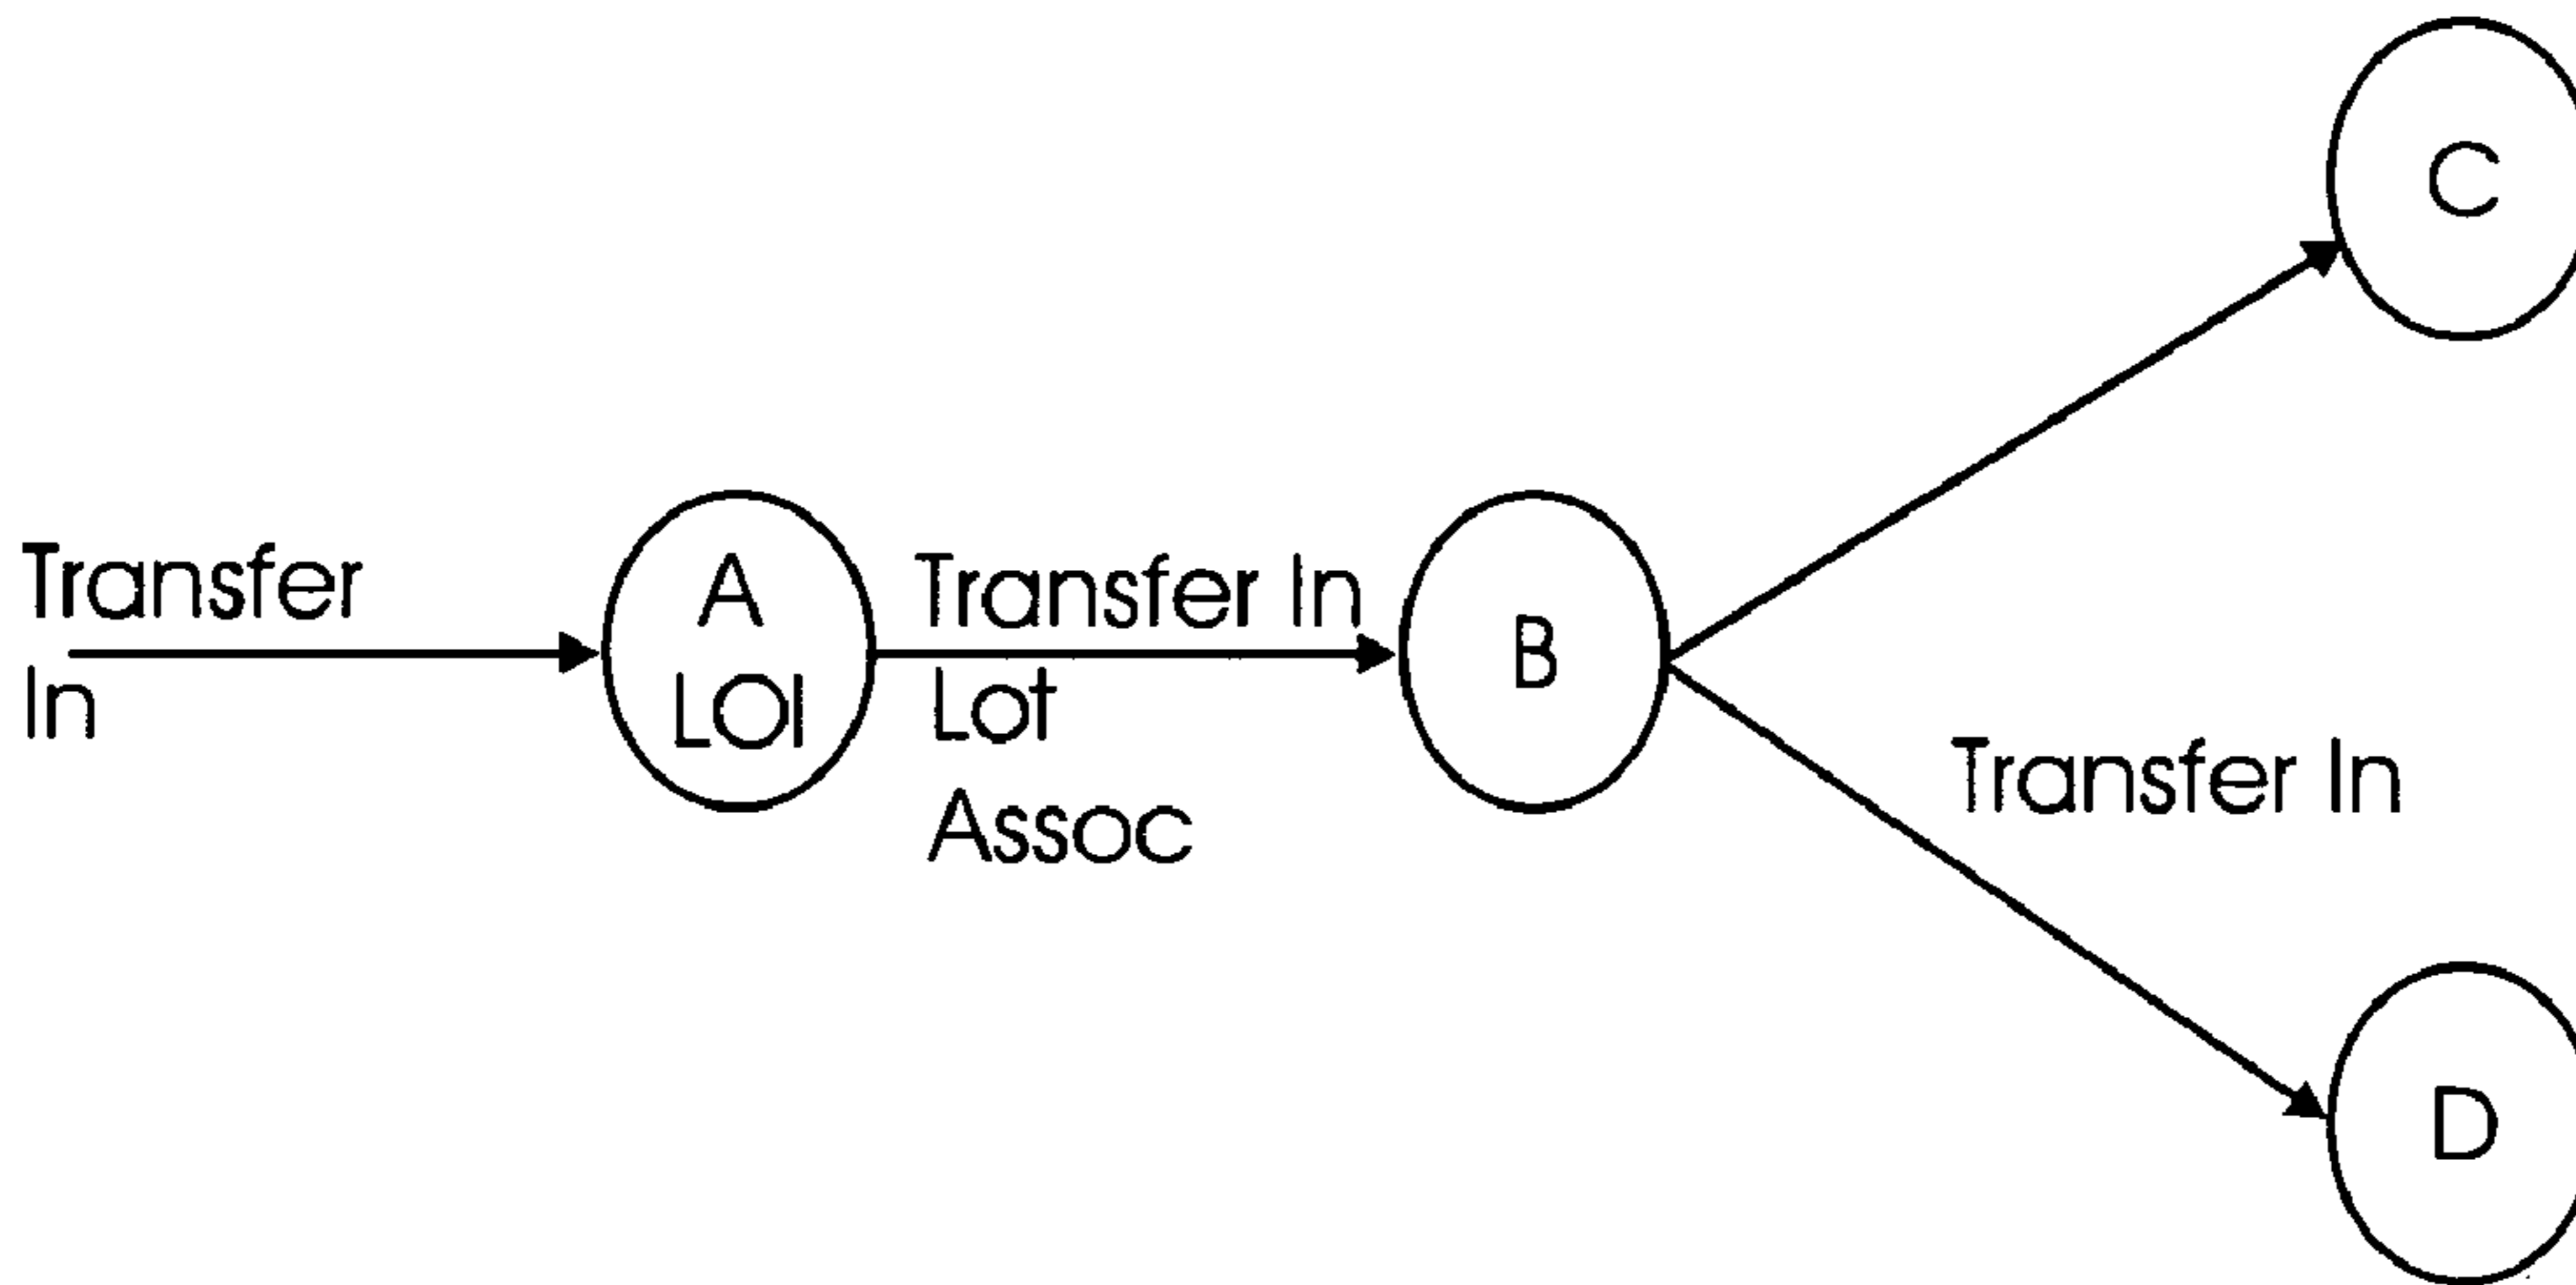 C
Transfer
In
A
LOI
Transfer In
Lot
Assoc
B
Transfer In
D